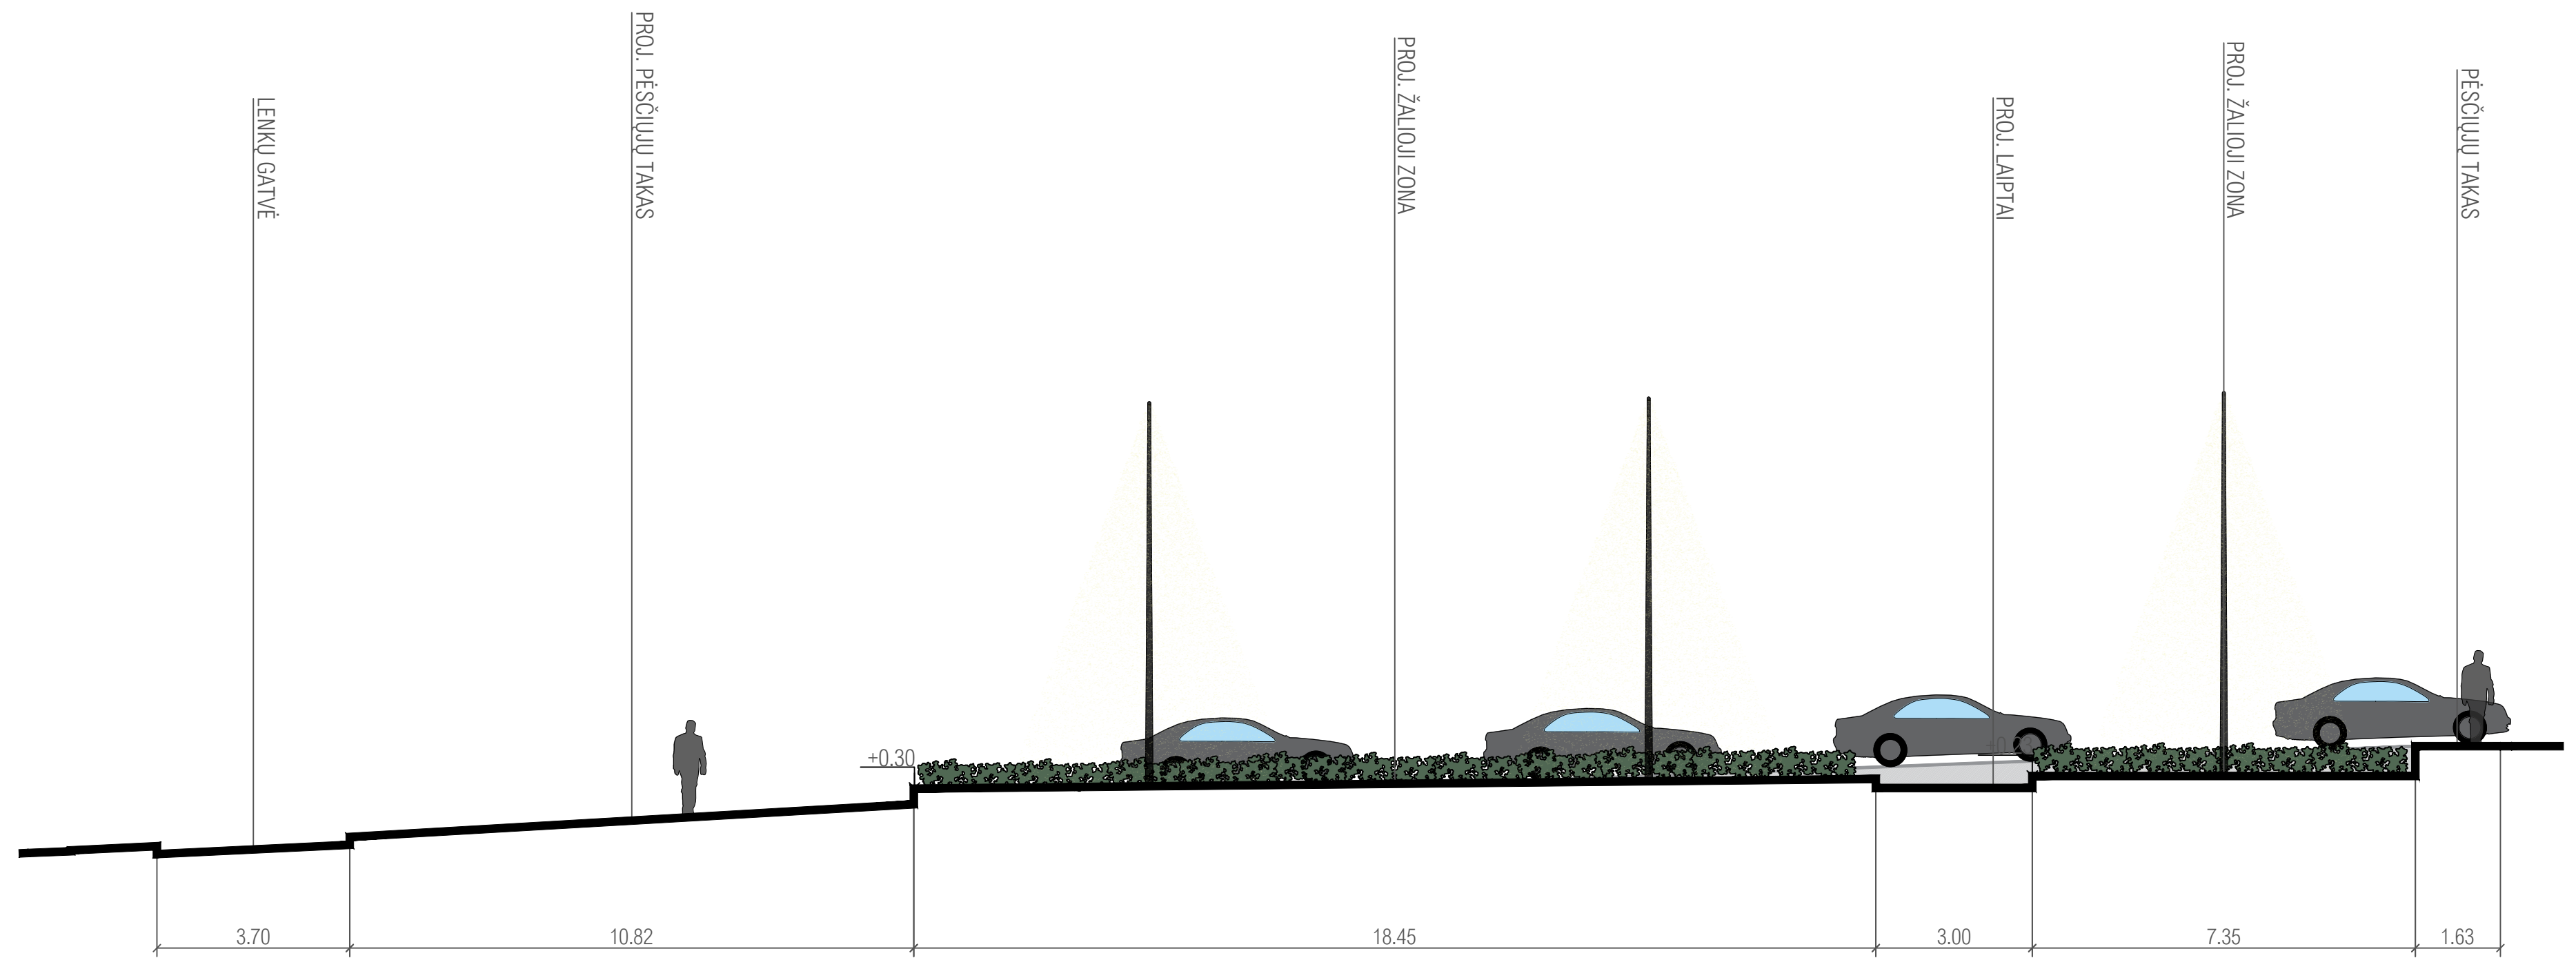 LENKŲ GATVĖ
PROJ. PĖSČIŲJŲ TAKAS
PROJ. ŽALIOJI ZONA
PROJ. LAIPTAI
PROJ. ŽALIOJI ZONA
PĖSČIŲJŲ TAKAS
+0.30
3.70
10.82
18.45
3.00
7.35
1.63